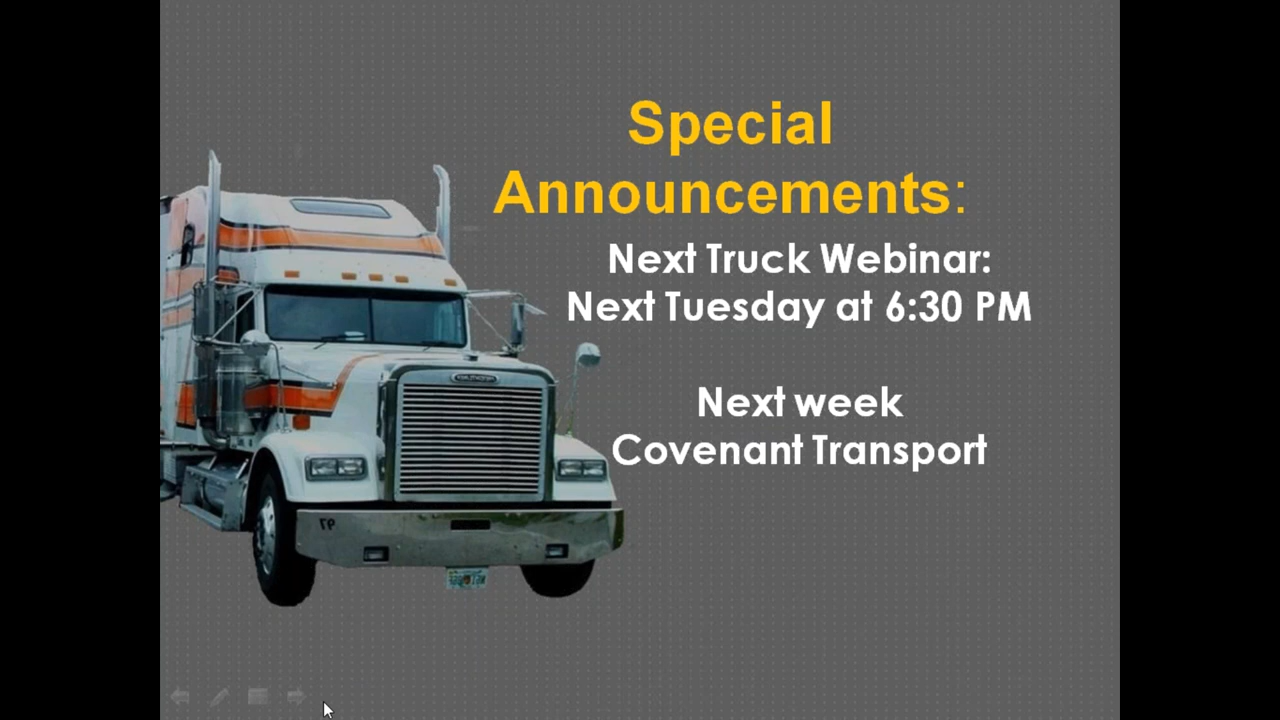 Special
Announcements:
Next Truck Webinar:
Next Tuesday at 6:30 PM
Next week
Covenant Transport